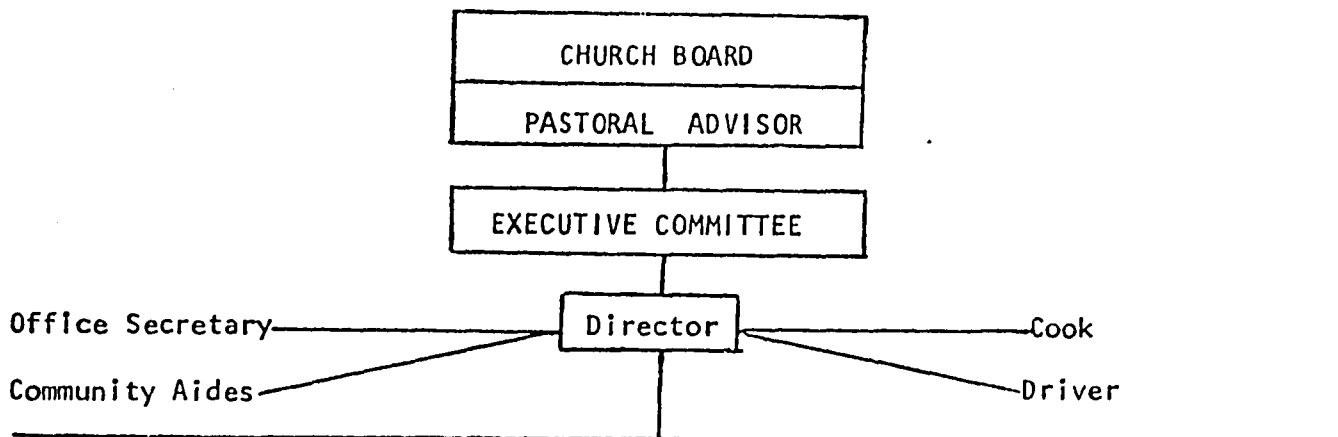 CHURCH BOARD
PASTORAL ADVISOR
EXECUTIVE COMMITTEE
Office Secretary Director Cook
Community Aides Driver